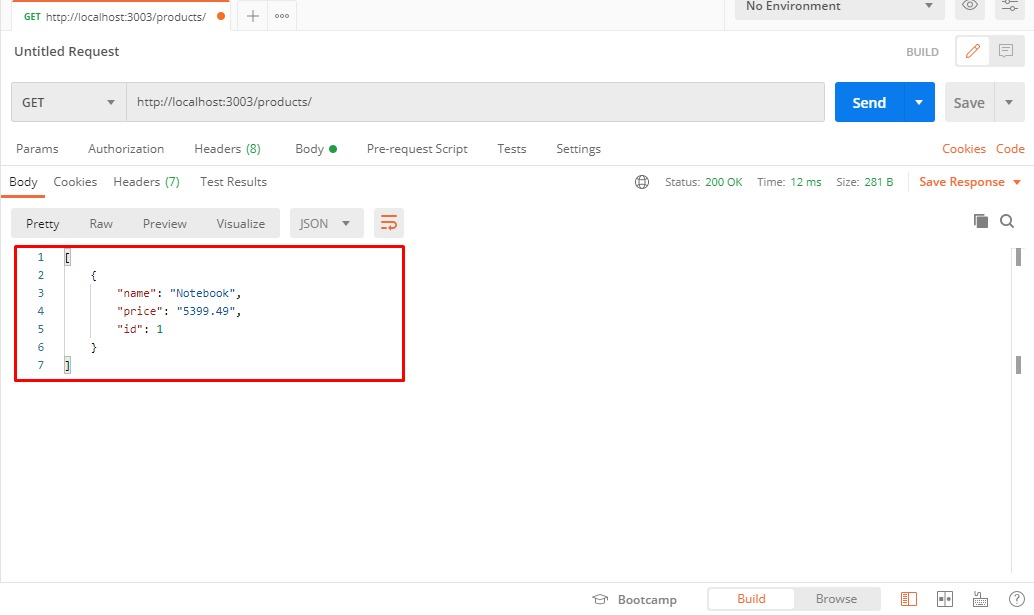 GET http://localhost:3003/products/
No Environment
Untitled Request
BUILD
GET
http://localhost:3003/products/
Send
Save
Params Authorization Headers (8) Body Pre-request Script Tests Settings Cookies Code
Body Cookies Headers (7) Test Results Status: 200 OK Time: 12 ms Size: 281 B Save Response
Pretty Raw Preview Visualize JSON
1 [
2 {
3 "name": "Notebook",
4 "price": "5399.49",
5 "id": 1
6 }
7 ]
Bootcamp Build Browse